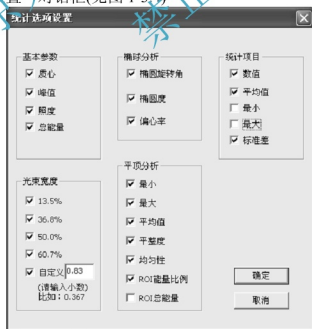 统计选项设置
基本参数
质心
峰值
照度
总能量
椭球分析
椭圆旋转角
椭圆度
偏心率
统计项目
数值
平均值
最小
最大
标准差
光束宽度
13.5%
36.8%
50.0%
60.7%
自定义 0.83
(请输入小数)
比如：0.367
平顶分析
最小
最大
平均值
平整度
均匀性
ROI能量比例
ROI总能量
确定
取消